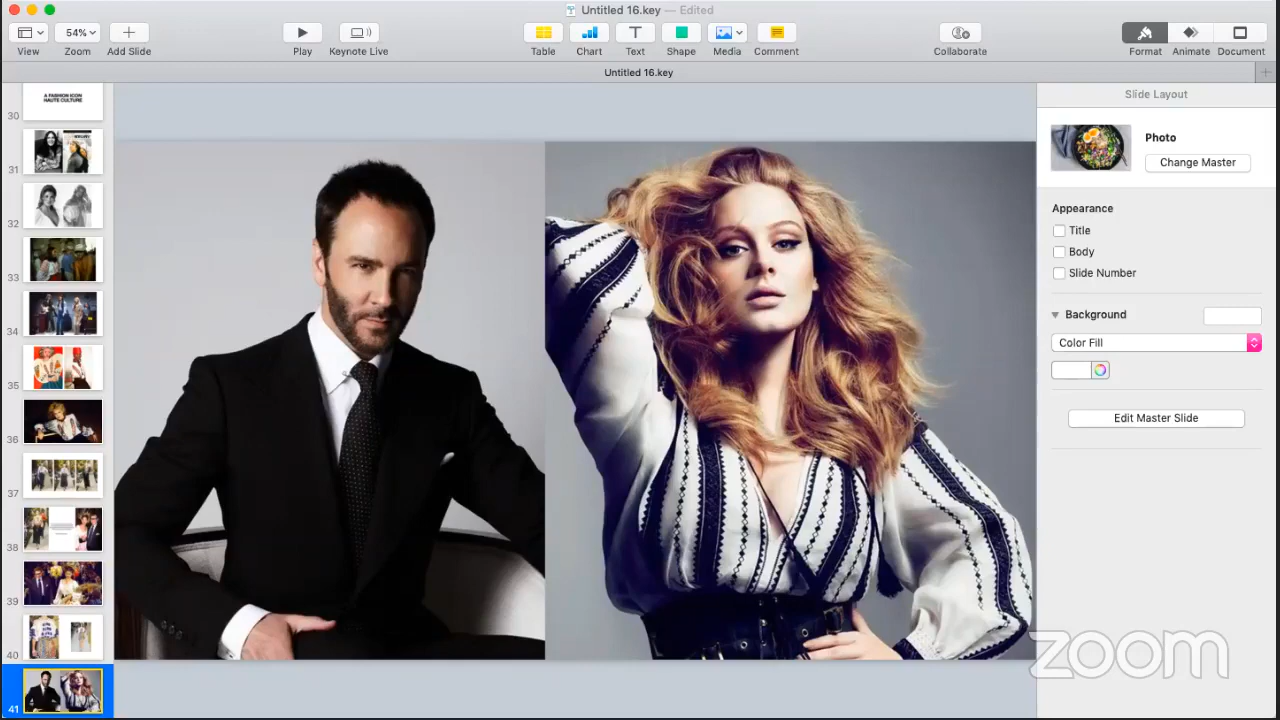 Untitled 16.key — Edited
54%
View
Zoom
Add Slide
Play
Keynote Live
Table
Chart
Text
Shape
Media
Comment
Collaborate
Format
Animate
Document
Untitled 16.key
A FASHION ICON
HAUTE CULTURE
30
31
32
33
34
35
36
37
38
39
40
41
Slide Layout
Photo
Change Master
Appearance
Title
Body
Slide Number
Background
Color Fill
Edit Master Slide
zoom